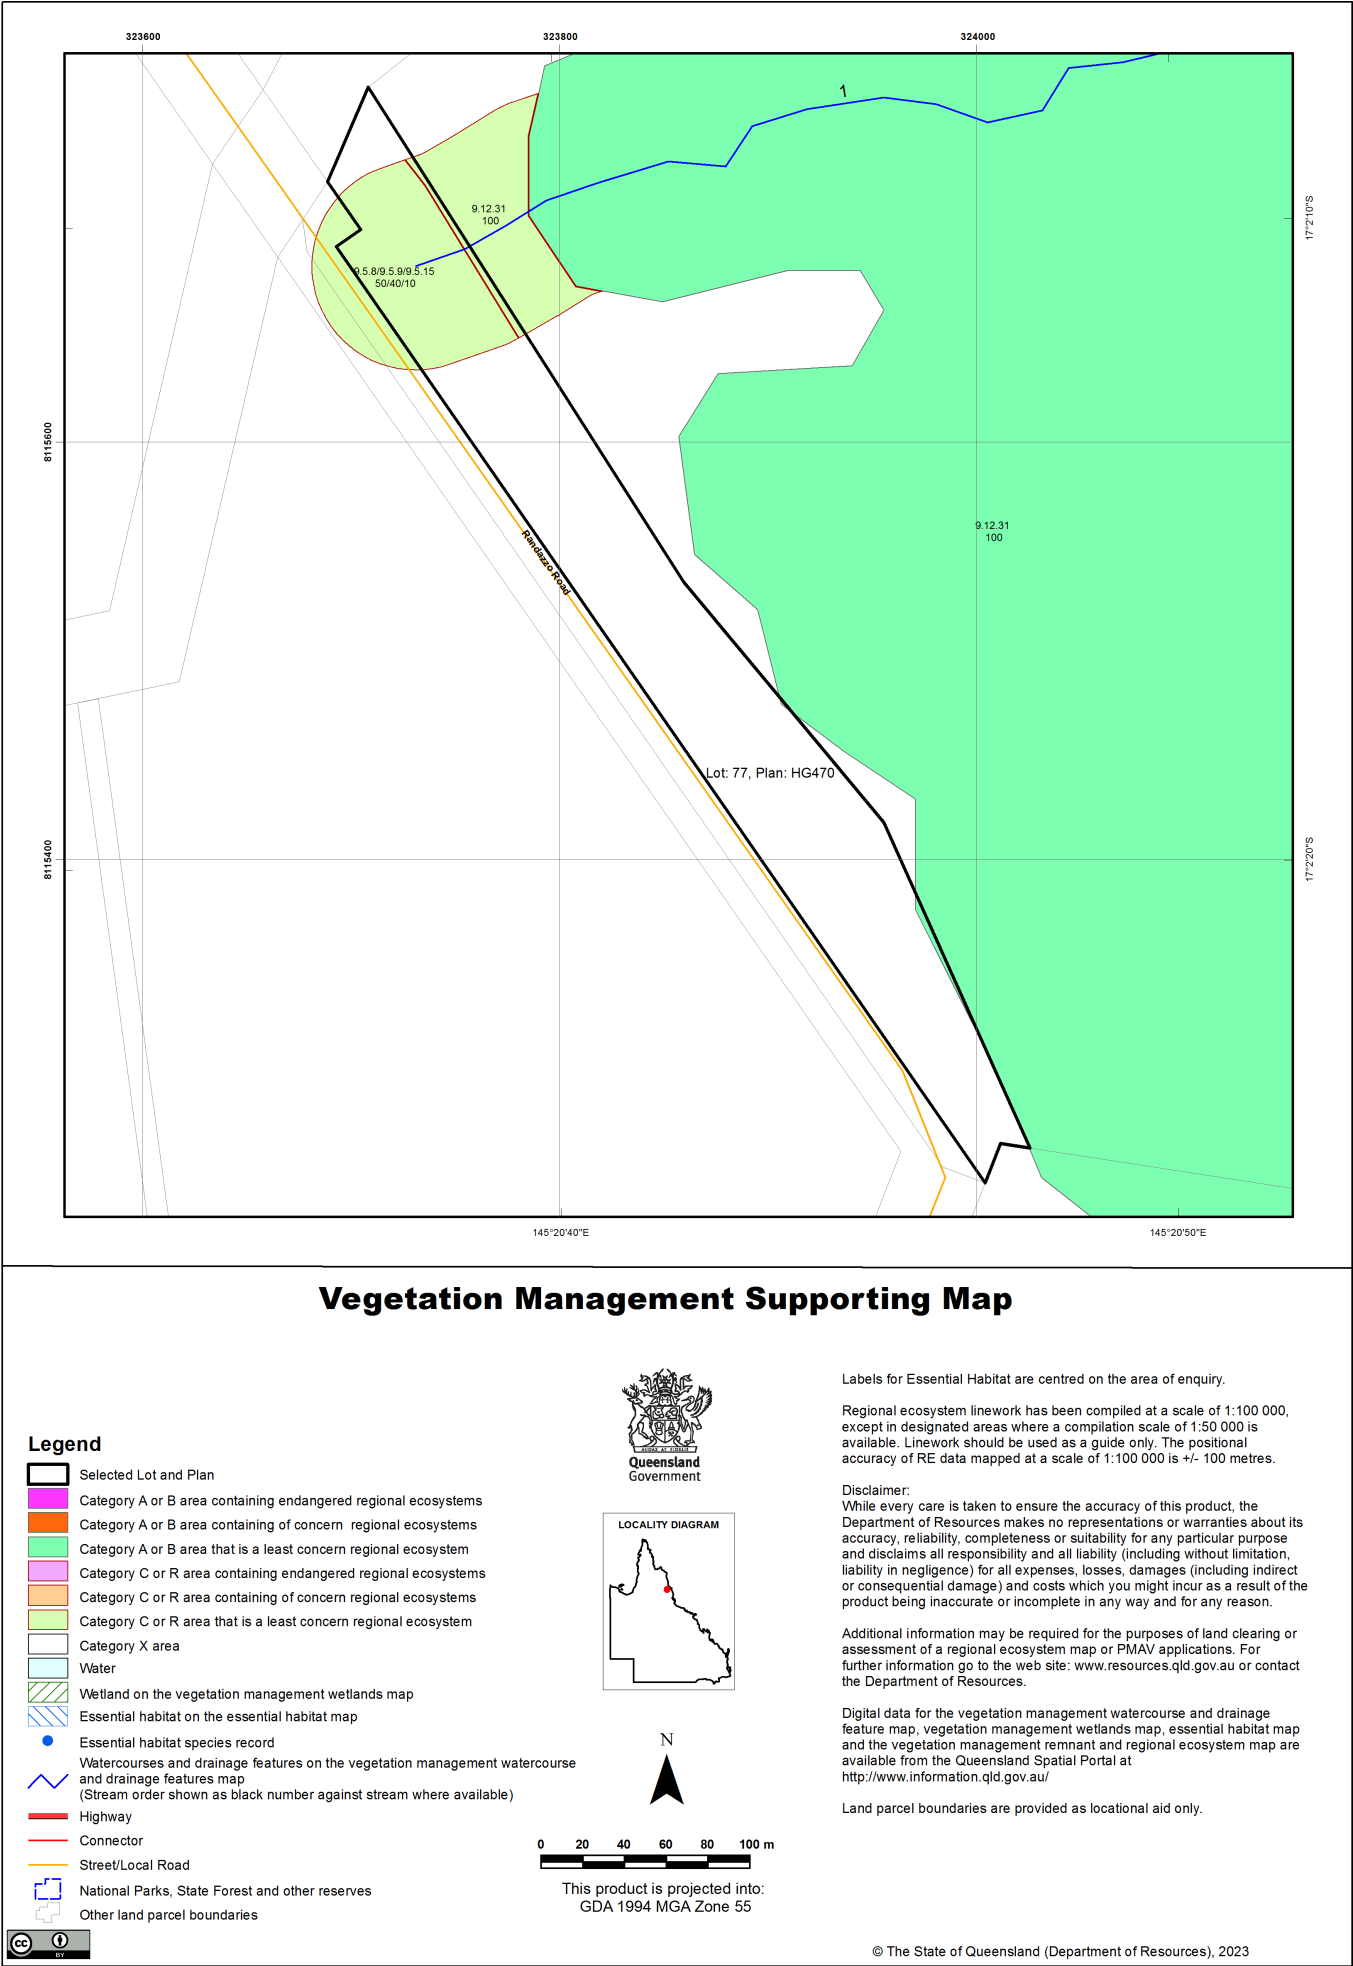 323600
323800
324000
1
17°2'10"S
9.12.31
100
9.5.8/9.5.9/9.5.15
50/40/10
8115600
9.12.31
100
Randazzo Road
Lot: 77, Plan: HG470
8115400
17°2'20"S
145°20'40"E
145°20'50"E
Vegetation Management Supporting Map
Legend
Selected Lot and Plan
Category A or B area containing endangered regional ecosystems
Category A or B area containing of concern regional ecosystems
Category A or B area that is a least concern regional ecosystem
Category C or R area containing endangered regional ecosystems
Category C or R area containing of concern regional ecosystems
Category C or R area that is a least concern regional ecosystem
Category X area
Water
Wetland on the vegetation management wetlands map
Essential habitat on the essential habitat map
Essential habitat species record
Watercourses and drainage features on the vegetation management watercourse
and drainage features map
(Stream order shown as black number against stream where available)
Highway
Connector
Street/Local Road
National Parks, State Forest and other reserves
Other land parcel boundaries
cc
BY
AUDAX AT FIDELIS
Queensland
Government
LOCALITY DIAGRAM
N
0 20 40 60 80 100 m
This product is projected into:
GDA 1994 MGA Zone 55
Labels for Essential Habitat are centred on the area of enquiry.
Regional ecosystem linework has been compiled at a scale of 1:100 000,
except in designated areas where a compilation scale of 1:50 000 is
available. Linework should be used as a guide only. The positional
accuracy of RE data mapped at a scale of 1:100 000 is +/- 100 metres.
Disclaimer:
While every care is taken to ensure the accuracy of this product, the
Department of Resources makes no representations or warranties about its
accuracy, reliability, completeness or suitability for any particular purpose
and disclaims all responsibility and all liability (including without limitation,
liability in negligence) for all expenses, losses, damages (including indirect
or consequential damage) and costs which you might incur as a result of the
product being inaccurate or incomplete in any way and for any reason.
Additional information may be required for the purposes of land clearing or
assessment of a regional ecosystem map or PMAV applications. For
further information go to the web site: www.resources.qld.gov.au or contact
the Department of Resources.
Digital data for the vegetation management watercourse and drainage
feature map, vegetation management wetlands map, essential habitat map
and the vegetation management remnant and regional ecosystem map are
available from the Queensland Spatial Portal at
http://www.information.qld.gov.au/
Land parcel boundaries are provided as locational aid only.
© The State of Queensland (Department of Resources), 2023